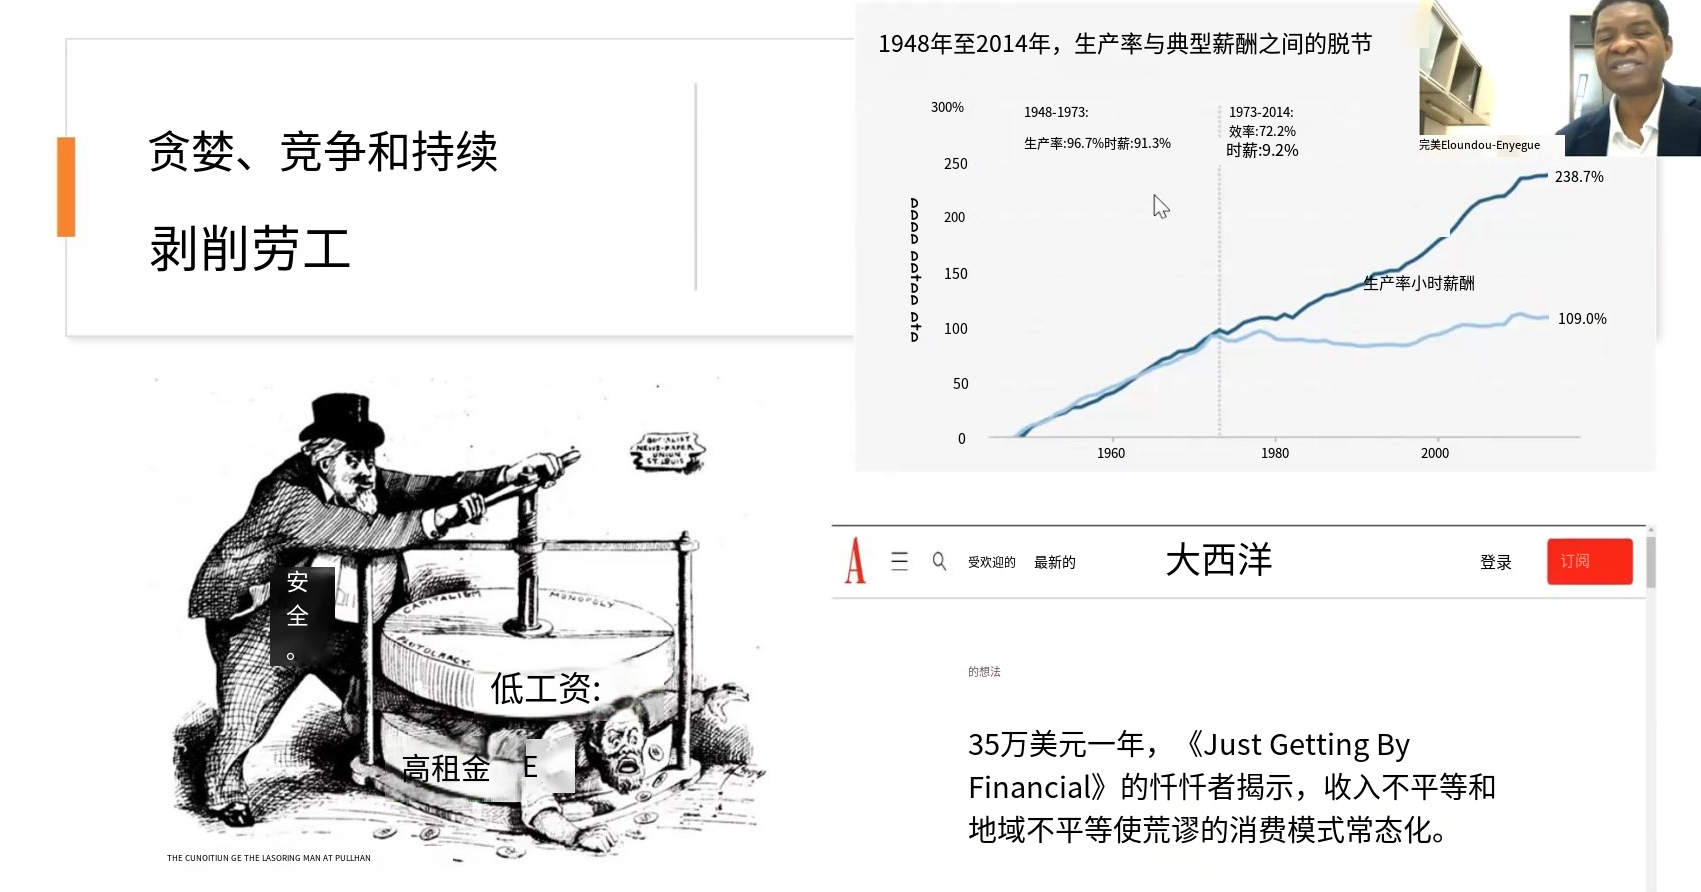 贪婪、竞争和持续
剥削劳工
1948年至2014年，生产率与典型薪酬之间的脱节
300%
250
200
150
100
50
0
1948-1973:
生产率:96.7%时薪:91.3%
1973-2014:
效率:72.2%
时薪:9.2%
238.7%
生产率小时薪酬
109.0%
1960
1980
2000
完美Eloundou-Enyegue
SOCIALIST
NEWS-PAPER
UNION
ST. LOUIS
CAPITALISM
MONOPOLY
PLUTOCRACY
安
全
。
低工资:
高租金
E
THE CUNOITIUN GE THE LASORING MAN AT PULLHAN
A
受欢迎的
最新的
大西洋
登录
订阅
的想法
35万美元一年，《Just Getting By
Financial》的忏忏者揭示，收入不平等和
地域不平等使荒谬的消费模式常态化。